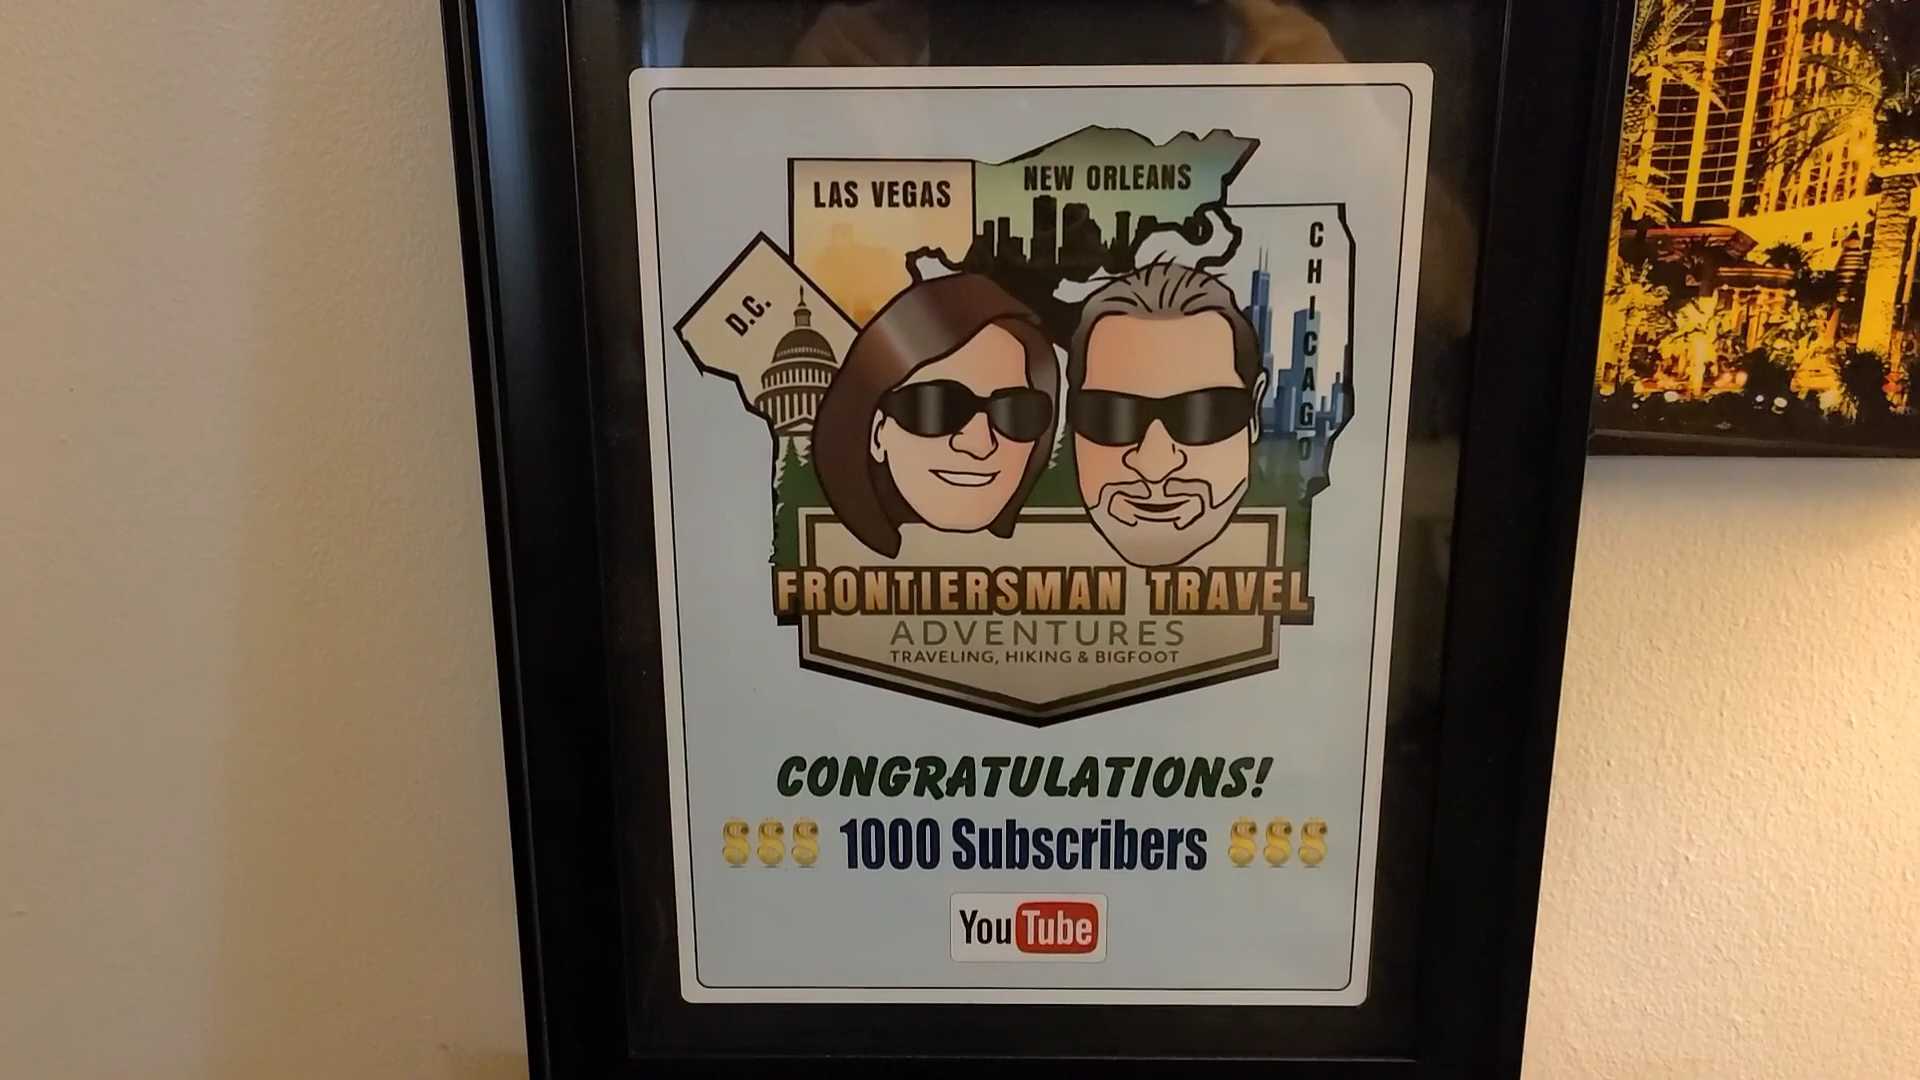 LAS VEGAS
NEW ORLEANS
D.C.
CHICAGO
FRONTIERSMAN TRAVEL
ADVENTURES
TRAVELING, HIKING & BIGFOOT
CONGRATULATIONS!
$$$ 1000 Subscribers $$$
YouTube